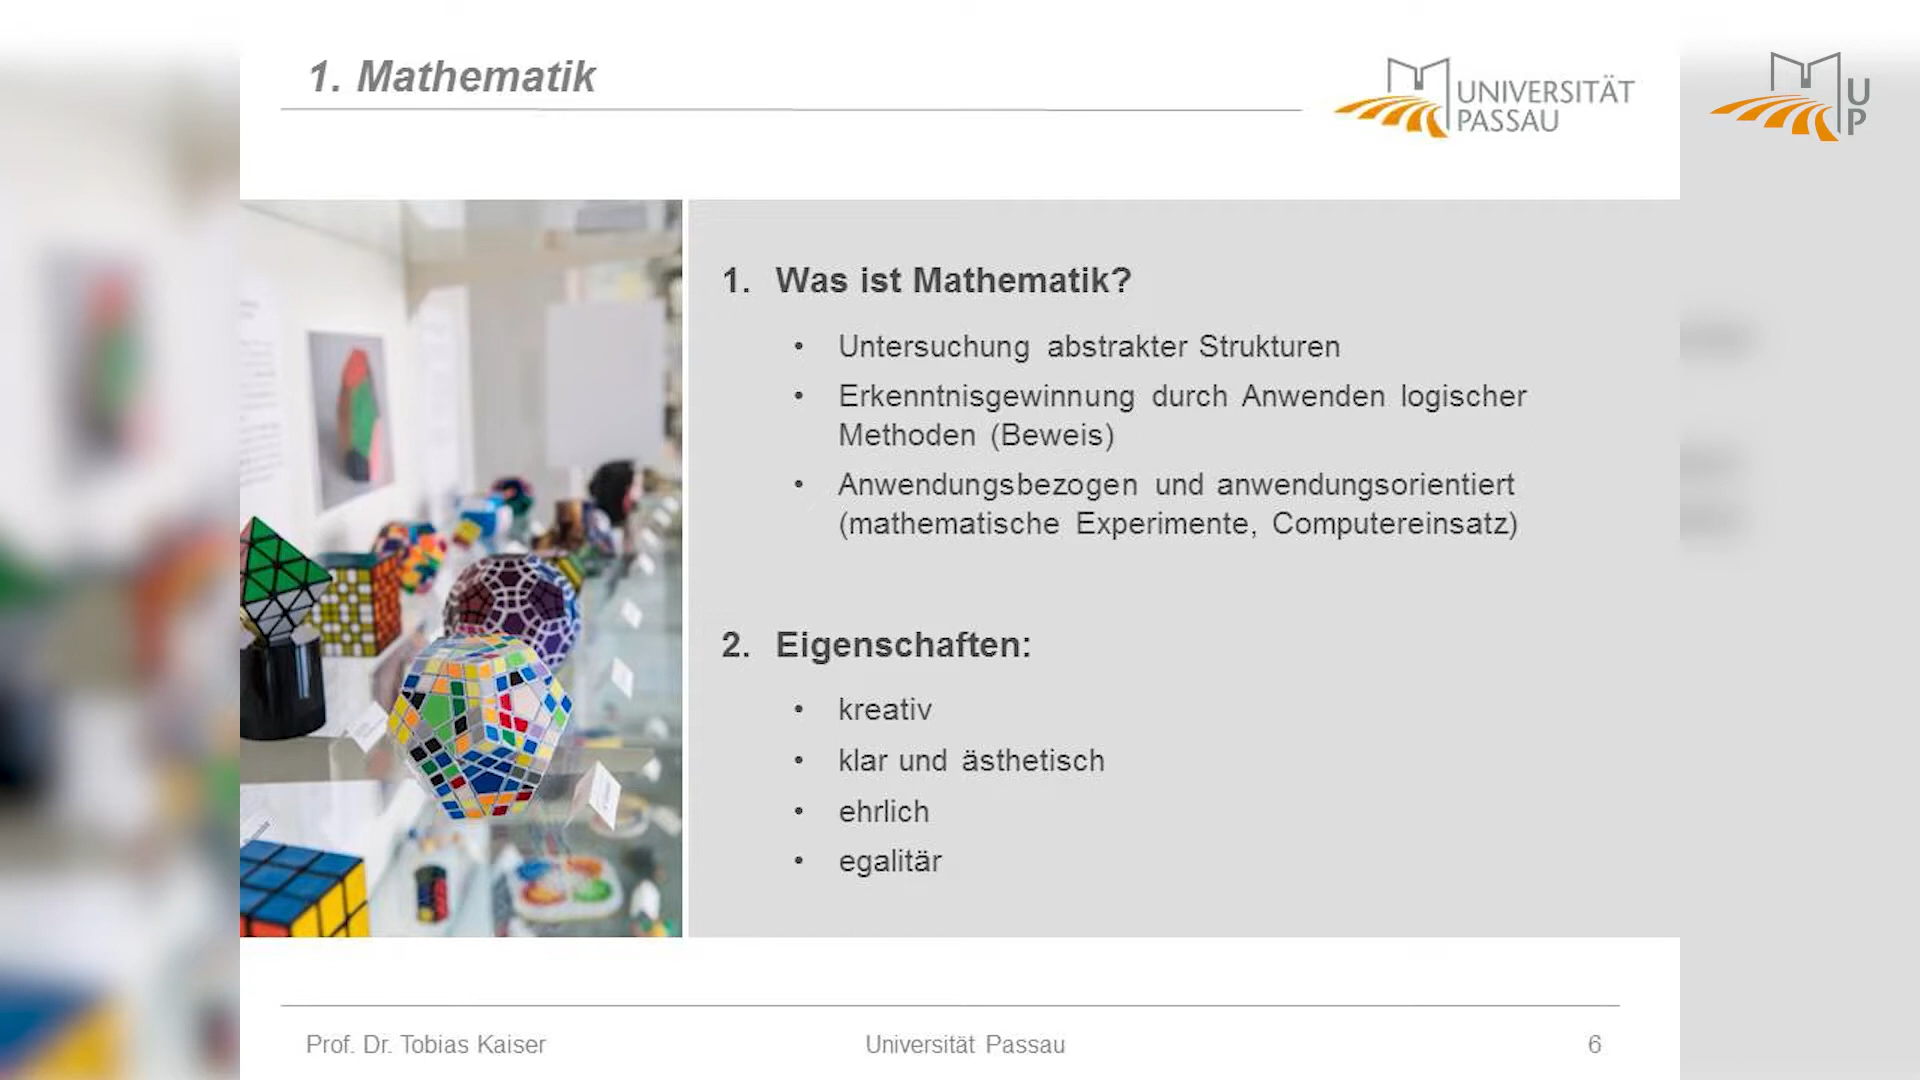 1. Mathematik
UNIVERSITÄT
PASSAU
U
P
1. Was ist Mathematik?
• Untersuchung abstrakter Strukturen
• Erkenntnisgewinnung durch Anwenden logischer
Methoden (Beweis)
• Anwendungsbezogen und anwendungsorientiert
(mathematische Experimente, Computereinsatz)
2. Eigenschaften:
• kreativ
• klar und ästhetisch
• ehrlich
• egalitär
Prof. Dr. Tobias Kaiser
Universität Passau
6